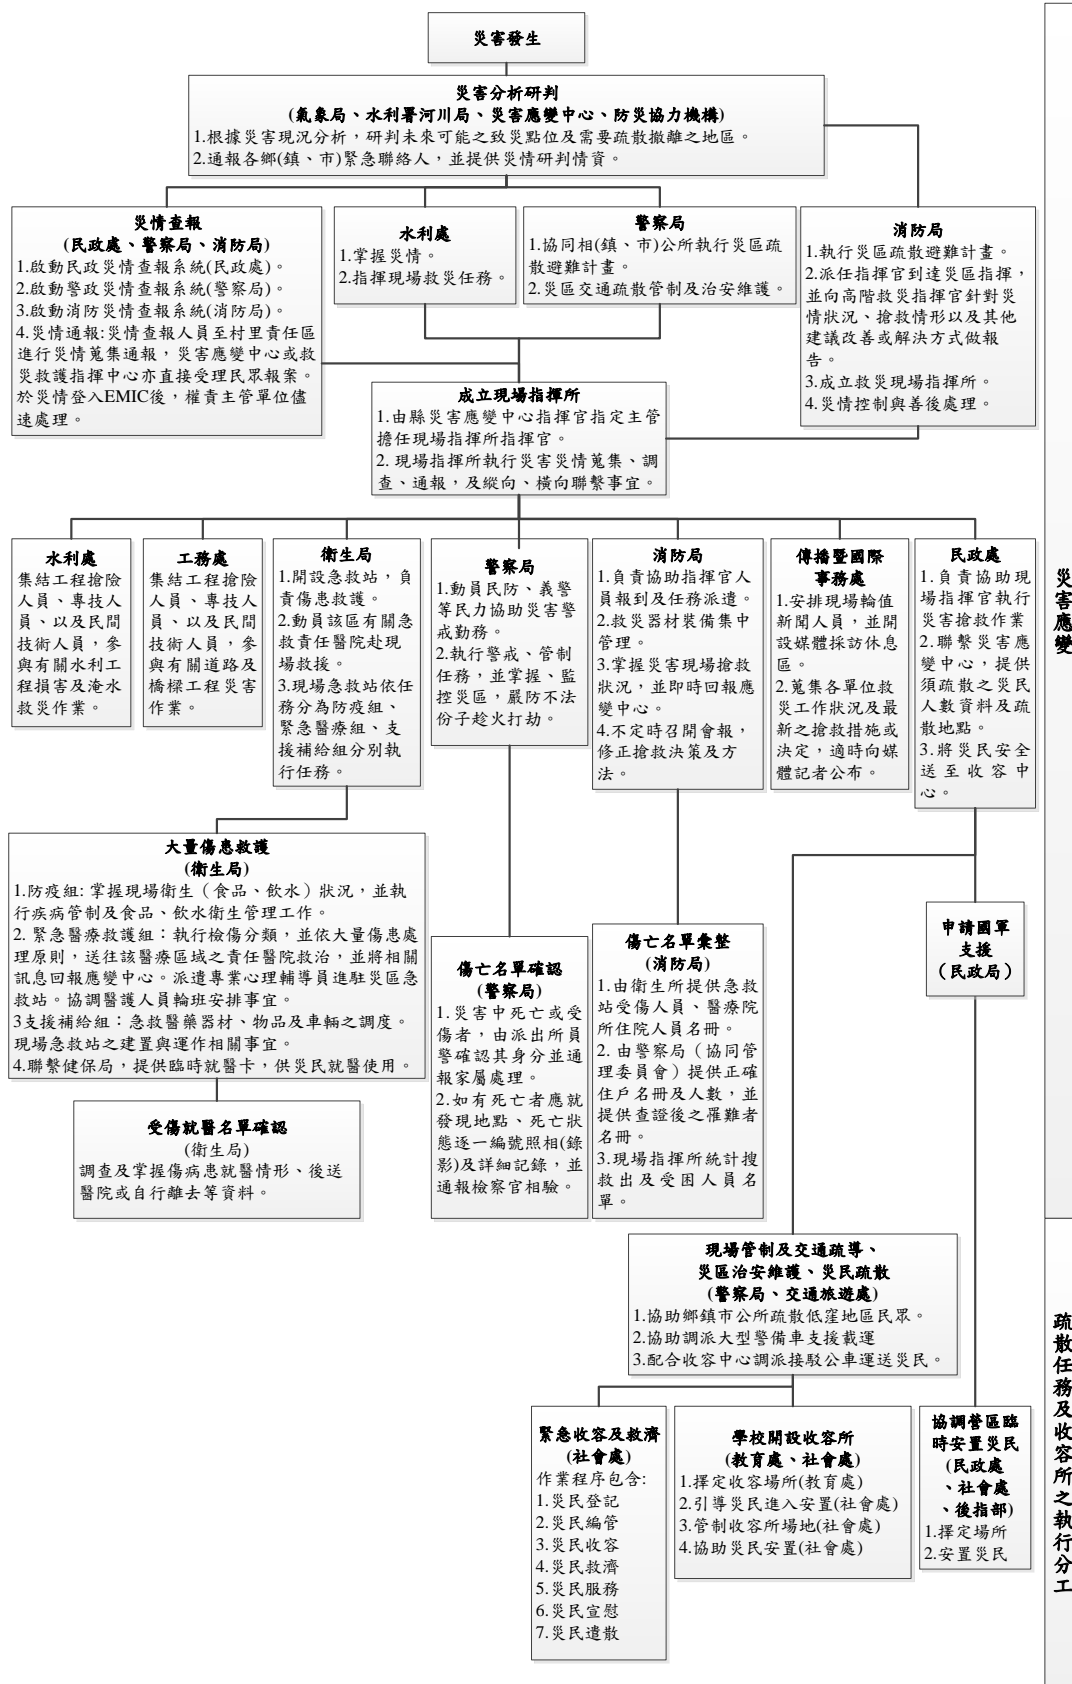 災害發生
災害分析研判
(氣象局、水利署河川局、災害應變中心、防災協力機構)
1.根據災害現況分析，研判未來可能之致災點位及需要疏散撤離之地區。
2.通報各鄉(鎮、市)緊急聯絡人，並提供災情研判情資。
災情查報
(民政處、警察局、消防局)
1.啟動民政災情查報系統(民政處)。
2.啟動警政災情查報系統(警察局)。
3.啟動消防災情查報系統(消防局)。
4.災情通報:災情查報人員至村里責任區
進行災情蒐集通報，災害應變中心或救
災救護指揮中心亦直接受理民眾報案。
於災情登入EMIC後，權責主管單位儘
速處理。
水利處
1.掌握災情。
2.指揮現場救災任務。
警察局
1.協同相(鎮、市)公所執行災區疏
散避難計畫。
2.災區交通疏散管制及治安維護。
消防局
1.執行災區疏散避難計畫。
2.派任指揮官到達災區指揮，
並向高階救災指揮官針對災
情狀況、搶救情形以及其他
建議改善或解決方式做報
告。
3.成立救災現場指揮所。
4.災情控制與善後處理。
成立現場指揮所
1.由縣災害應變中心指揮官指定主管
擔任現場指揮所指揮官。
2. 現場指揮所執行災害災情蒐集、調
查、通報，及縱向、橫向聯繫事宜。
水利處
集結工程搶險
人員、專技人
員、以及民間
技術人員，參
與有關水利工
程損害及淹水
救災作業。
工務處
集結工程搶險
人員、專技人
員、以及民間
技術人員，參
與有關道路及
橋樑工程災害
作業。
衛生局
1.開設急救站，負
責傷患救護。
2.動員該區有關急
救責任醫院赴現
場救援。
3.現場急救站依任
務分為防疫組、
緊急醫療組、支
援補給組分別執
行任務。
警察局
1.動員民防、義警
等民力協助災害警
戒勤務。
2.執行警戒、管制
任務，並掌握、監
控災區，嚴防不法
份子趁火打劫。
消防局
1.負責協助指揮官人
員報到及任務派遣。
2.救災器材裝備集中
管理。
3.掌握災害現場搶救
狀況，並即時回報應
變中心。
4.不定時召開會報，
修正搶救決策及方
法。
傳播暨國際
事務處
1.安排現場輪值
新聞人員，並開
設媒體採訪休息
區。
2.蒐集各單位救
災工作狀況及最
新之搶救措施或
決定，適時向媒
體記者公布。
民政處
1.負責協助現
場指揮官執行
災害搶救作業
2.聯繫災害應
變中心，提供
須疏散之災民
人數資料及疏
散地點。
3.將災民安全
送至收容中
心。
災害應變
大量傷患救護
(衛生局)
1.防疫組: 掌握現場衛生（食品、飲水）狀況，並執
行疾病管制及食品、飲水衛生管理工作。
2. 緊急醫療救護組：執行檢傷分類，並依大量傷患處
理原則，送往該醫療區域之責任醫院救治，並將相關
訊息回報應變中心。派遣專業心理輔導員進駐災區急
救站。協調醫護人員輪班安排事宜。
3支援補給組：急救醫藥器材、物品及車輛之調度。
現場急救站之建置與運作相關事宜。
4.聯繫健保局，提供臨時就醫卡，供災民就醫使用。
受傷就醫名單確認
(衛生局)
調查及掌握傷病患就醫情形、後送
醫院或自行離去等資料。
傷亡名單確認
(警察局)
1.災害中死亡或受
傷者，由派出所員
警確認其身分並通
報家屬處理。
2.如有死亡者應就
發現地點、死亡狀
態逐一編號照相(錄
影)及詳細記錄，並
通報檢察官相驗。
傷亡名單彙整
(消防局)
1.由衛生所提供急救
站受傷人員、醫療院
所住院人員名冊。
2. 由警察局（協同管
理委員會）提供正確
住戶名冊及人數，並
提供查證後之罹難者
名冊。
3.現場指揮所統計搜
救出及受困人員名
單。
申請國軍
支援
（民政局）
現場管制及交通疏導、
災區治安維護、災民疏散
(警察局、交通旅遊處)
1.協助鄉鎮市公所疏散低窪地區民眾。
2.協助調派大型警備車支援載運
3.配合收容中心調派接駁公車運送災民。
緊急收容及救濟
(社會處)
作業程序包含:
1.災民登記
2.災民編管
3.災民收容
4.災民救濟
5.災民服務
6.災民宣慰
7.災民遣散
學校開設收容所
(教育處、社會處)
1.擇定收容場所(教育處)
2.引導災民進入安置(社會處)
3.管制收容所場地(社會處)
4.協助災民安置(社會處)
協調營區臨
時安置災民
(民政處
、社會處
、後指部)
1.擇定場所
2.安置災民
疏散任務及收容所之執行分工